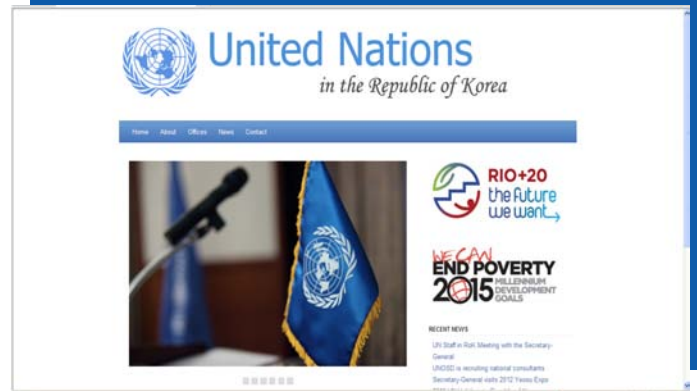 United Nations
in the Republic of Korea
Home About Offices News Contact
RIO+20
the future
we want
WE CAN
END POVERTY
2015 MILLENNIUM
DEVELOPMENT
GOALS
RECENT NEWS
UN Staff in RoK Meeting with the Secretary-
General
UNOSD is recruiting national consultants
Secretary-General visits 2012 Yeosu Expo